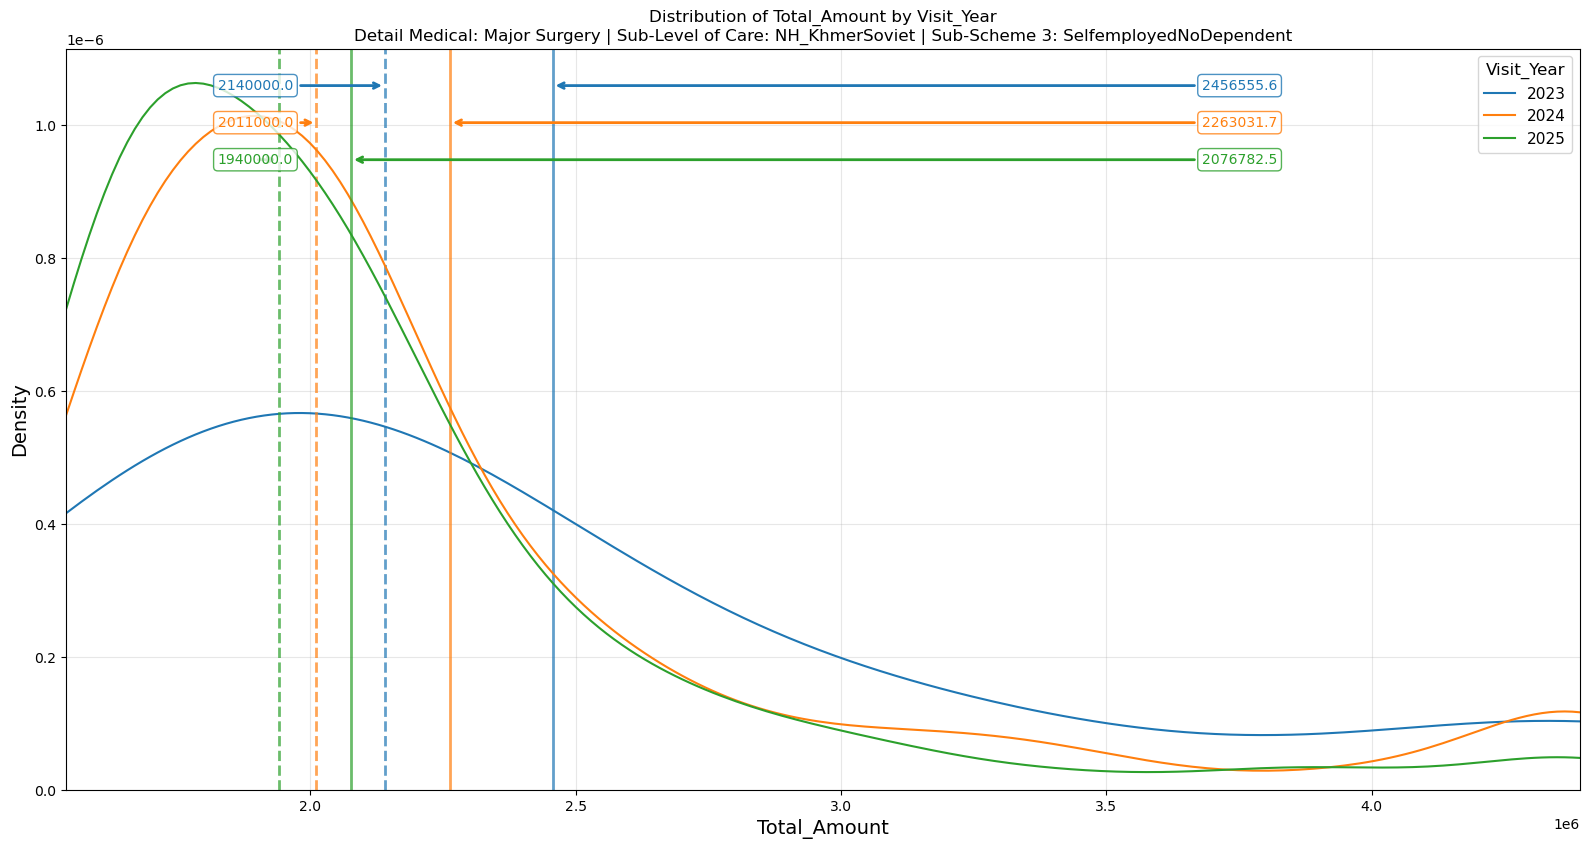 Distribution of Total_Amount by Visit_Year
Detail Medical: Major Surgery | Sub-Level of Care: NH_KhmerSoviet | Sub-Scheme 3: SelfemployedNoDependent
1e−6
Visit_Year
2023
2024
2025
2140000.0
2456555.6
2011000.0
2263031.7
1940000.0
2076782.5
Density
1.0
0.8
0.6
0.4
0.2
0.0
2.0
2.5
3.0
3.5
4.0
1e6
Total_Amount